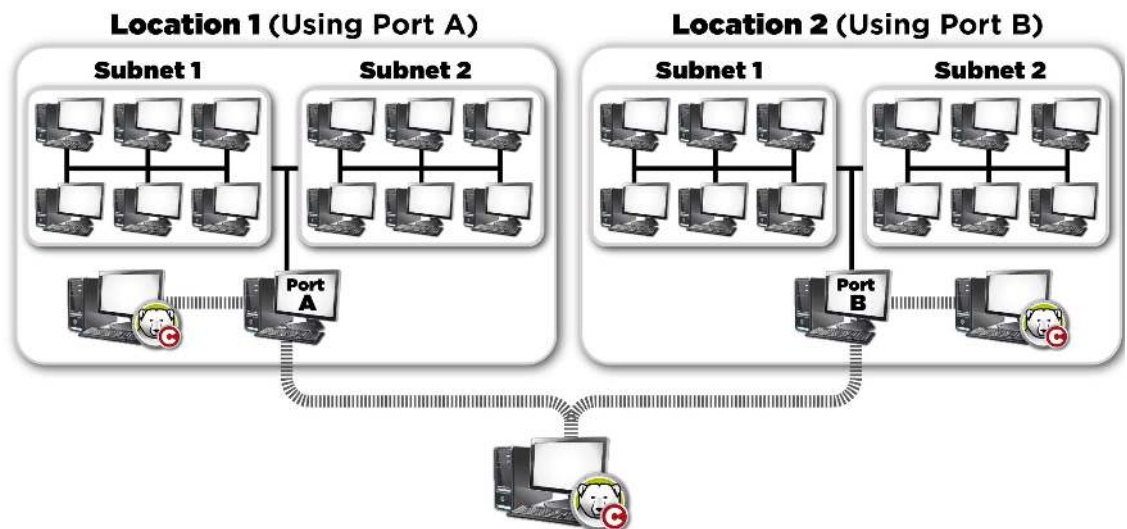 Location 1 (Using Port A)
Location 2 (Using Port B)
Subnet 1
Subnet 2
Subnet 1
Subnet 2
Port
A
C
Port
B
C
C